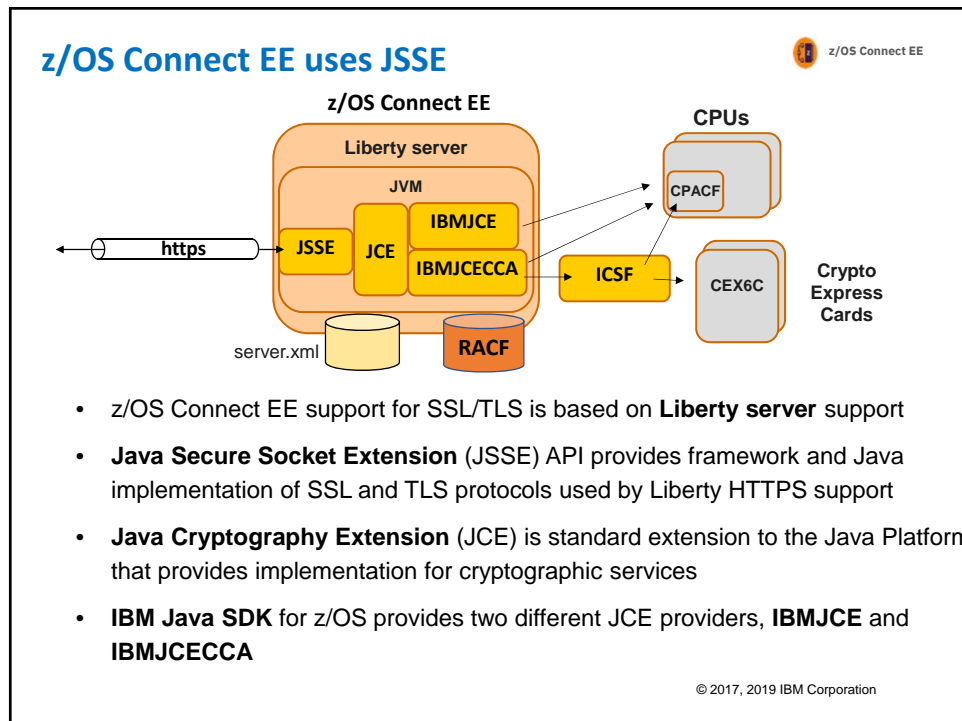 z/OS Connect EE uses JSSE
z/OS Connect EE
z/OS Connect EE
CPUs
Liberty server
JVM
CPACF
IBMJCE
https
JSSE
JCE
IBMJCECCA
ICSF
CEX6C
Crypto
Express
Cards
server.xml
RACF
• z/OS Connect EE support for SSL/TLS is based on Liberty server support
• Java Secure Socket Extension (JSSE) API provides framework and Java
implementation of SSL and TLS protocols used by Liberty HTTPS support
• Java Cryptography Extension (JCE) is standard extension to the Java Platform
that provides implementation for cryptographic services
• IBM Java SDK for z/OS provides two different JCE providers, IBMJCE and
IBMJCECCA
© 2017, 2019 IBM Corporation